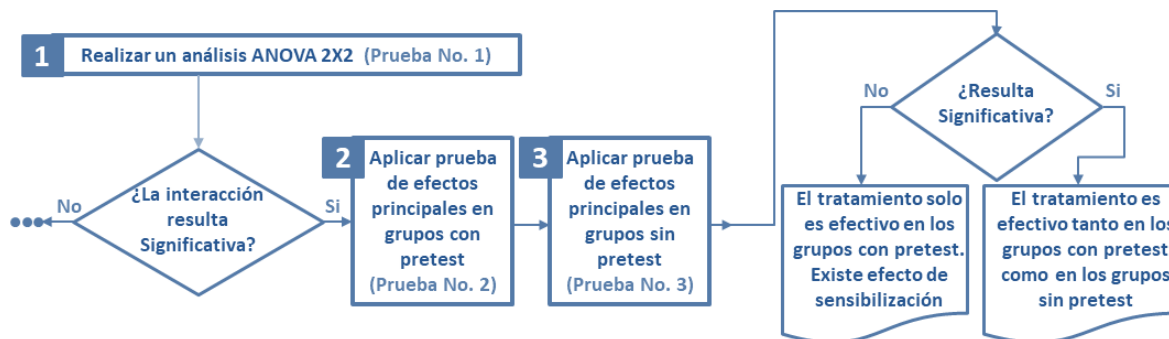 1 Realizar un análisis ANOVA 2X2 (Prueba No. 1)
¿La interacción
resulta
Significativa?
No
Si
2 Aplicar prueba
de efectos
principales en
grupos con
pretest
(Prueba No. 2)
3 Aplicar prueba
de efectos
principales en
grupos sin
pretest
(Prueba No. 3)
¿Resulta
Significativa?
No
Si
El tratamiento solo
es efectivo en los
grupos con pretest.
Existe efecto de
sensibilización
El tratamiento es
efectivo tanto en los
grupos con pretest
como en los grupos
sin pretest